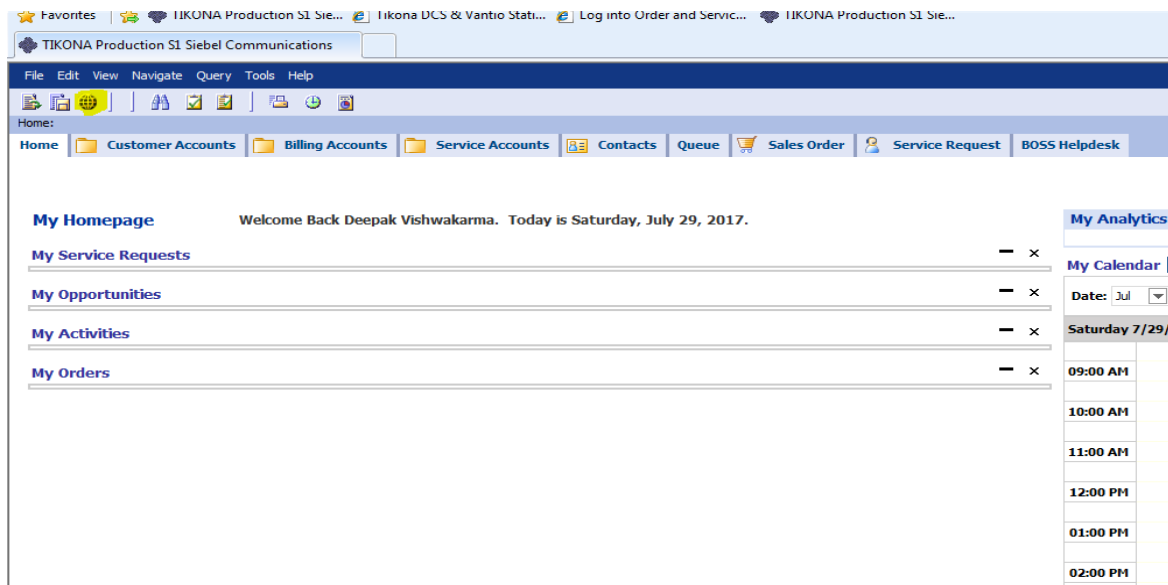 Favorites TIKONA Production S1 Sie... Tikona DCS & Vantio Stati... Log into Order and Servic... TIKONA Production S1 Sie...
TIKONA Production S1 Siebel Communications
File Edit View Navigate Query Tools Help
Home:
Home Customer Accounts Billing Accounts Service Accounts Contacts Queue Sales Order Service Request BOSS Helpdesk
My Homepage Welcome Back Deepak Vishwakarma. Today is Saturday, July 29, 2017.
My Service Requests
My Opportunities
My Activities
My Orders
My Analytics
My Calendar
Date: Jul
Saturday 7/29/
09:00 AM
10:00 AM
11:00 AM
12:00 PM
01:00 PM
02:00 PM